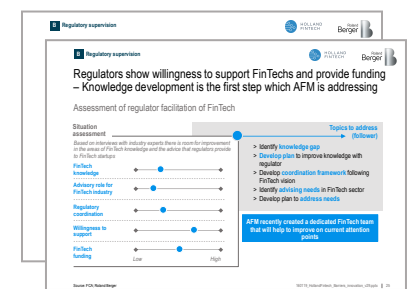 B Regulatory supervision
HOLLAND
FINTECH
Roland
Berger
B Regulatory supervision
HOLLAND
FINTECH
Roland
Berger
Regulators show willingness to support FinTechs and provide funding
– Knowledge development is the first step which AFM is addressing
Assessment of regulator facilitation of FinTech
Situation
assessment
Based on interviews with industry experts there is room for improvement
in the areas of FinTech knowledge and the advice that regulators provide
to FinTech startups
FinTech
knowledge
Advisory role for
FinTech industry
Regulatory
coordination
Willingness to
support
FinTech
funding
Low High
Topics to address
(follower)
> Identify knowledge gap
> Develop plan to improve knowledge with
regulator
> Develop coordination framework following
FinTech vision
> Identify advising needs in FinTech sector
> Develop plan to address needs
AFM recently created a dedicated FinTech team
that will help to improve on current attention
points
Source: FCA; Roland Berger